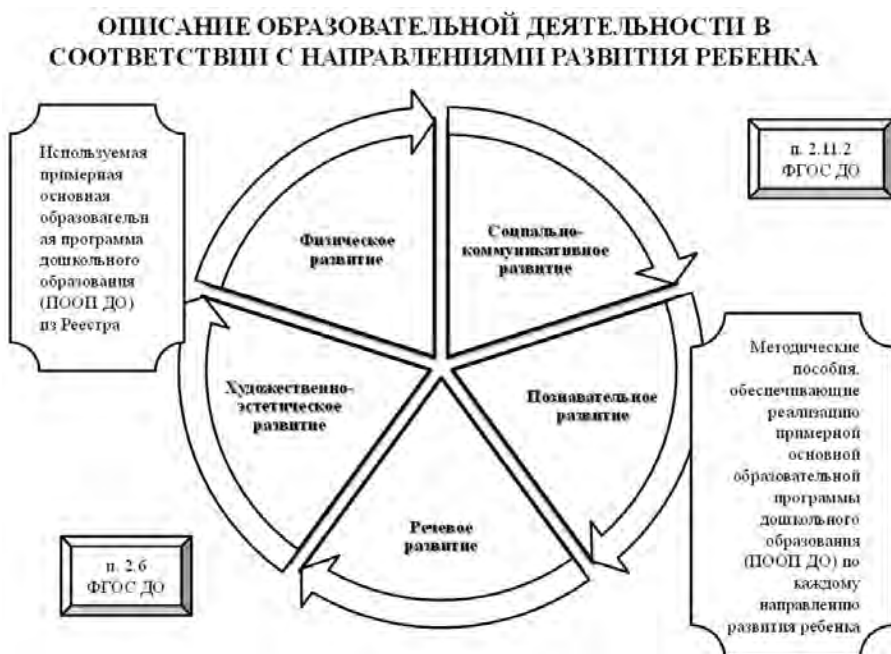 ОПИСАНИЕ ОБРАЗОВАТЕЛЬНОЙ ДЕЯТЕЛЬНОСТИ В
СООТВЕТСТВИИ С НАПРАВЛЕНИЯМИ РАЗВИТИЯ РЕБЕНКА
Используемая
примерная
основная
образовательн
ая программа
дошкольного
образования
(ПООП ДО)
из Реестра
п. 2.11.2
ФГОС ДО
Физическое
развитие
Социально-
коммуникативное
развитие
Художественно-
эстетическое
развитие
Познавательное
развитие
Речевое
развитие
Методические
пособия,
обеспечивающие
реализацию
примерной
основной
образовательной
программы
дошкольного
образования
(ПООП ДО) по
каждому
направлению
развития ребенка
п. 2.6
ФГОС ДО